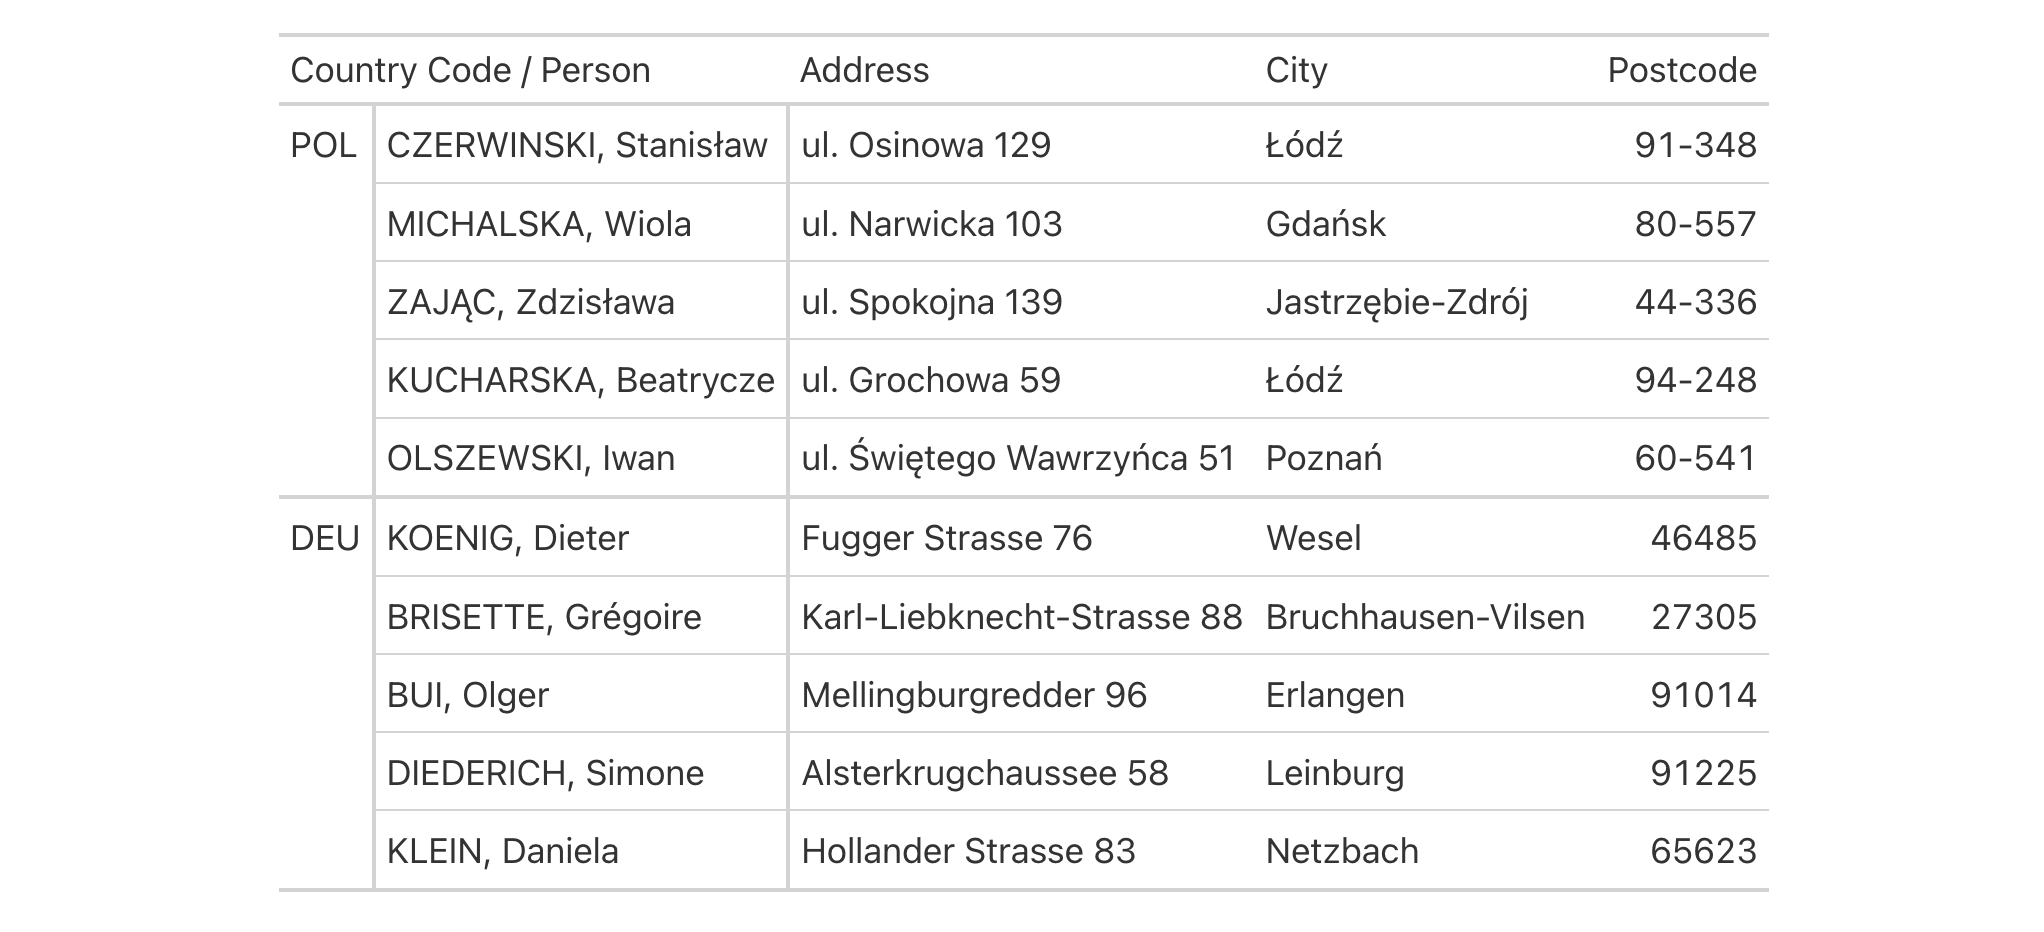 Country Code / Person Address City Postcode
POL CZERWINSKI, Stanisław ul. Osinowa 129 Łódź 91-348
MICHALSKA, Wiola ul. Narwicka 103 Gdańsk 80-557
ZAJĄC, Zdzisława ul. Spokojna 139 Jastrzębie-Zdrój 44-336
KUCHARSKA, Beatrycze ul. Grochowa 59 Łódź 94-248
OLSZEWSKI, Iwan ul. Świętego Wawrzyńca 51 Poznań 60-541
DEU KOENIG, Dieter Fugger Strasse 76 Wesel 46485
BRISETTE, Grégoire Karl-Liebknecht-Strasse 88 Bruchhausen-Vilsen 27305
BUI, Olger Mellingburgredder 96 Erlangen 91014
DIEDERICH, Simone Alsterkrugchaussee 58 Leinburg 91225
KLEIN, Daniela Hollander Strasse 83 Netzbach 65623